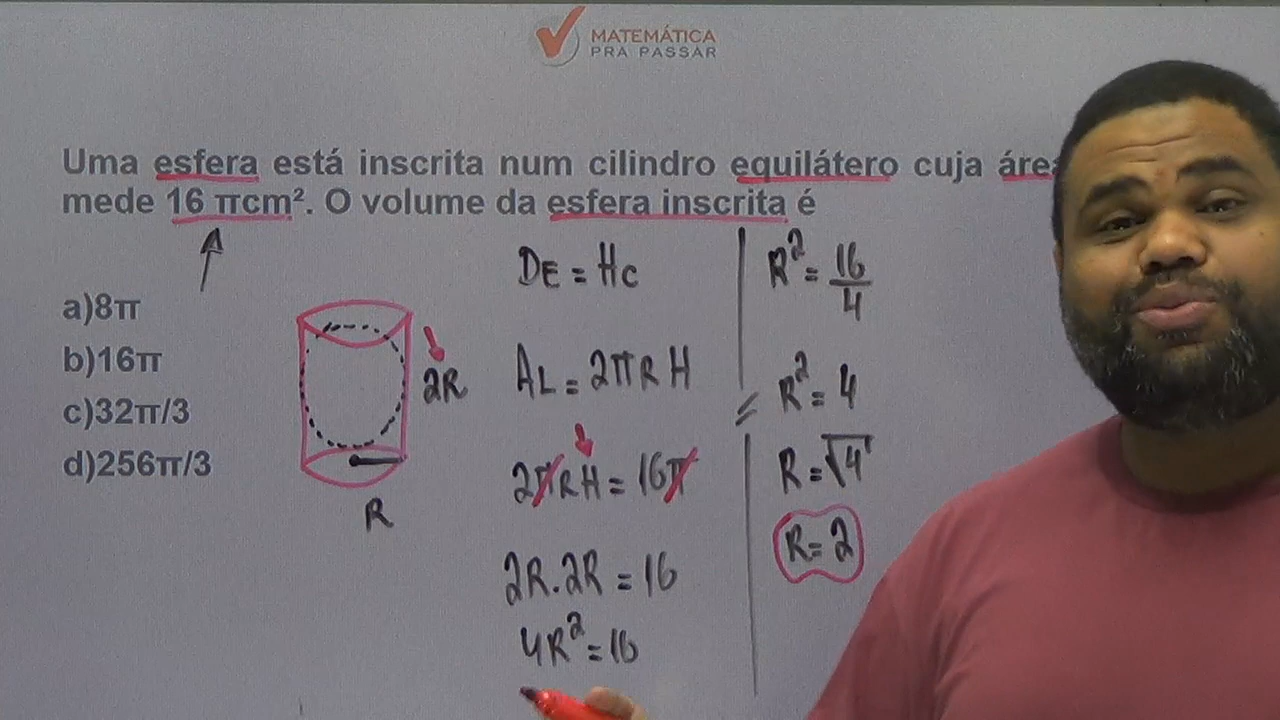 MATEMÁTICA
PRA PASSAR
Uma esfera está inscrita num cilindro equilátero cuja área
mede 16 πcm². O volume da esfera inscrita é
a)8π
b)16π
c)32π/3
d)256π/3
2R
R
DE = HC
AL = 2πRH
2πRH = 16π
2R.2R = 16
4R² = 16
R² = 16/4
R² = 4
R = √4
R = 2